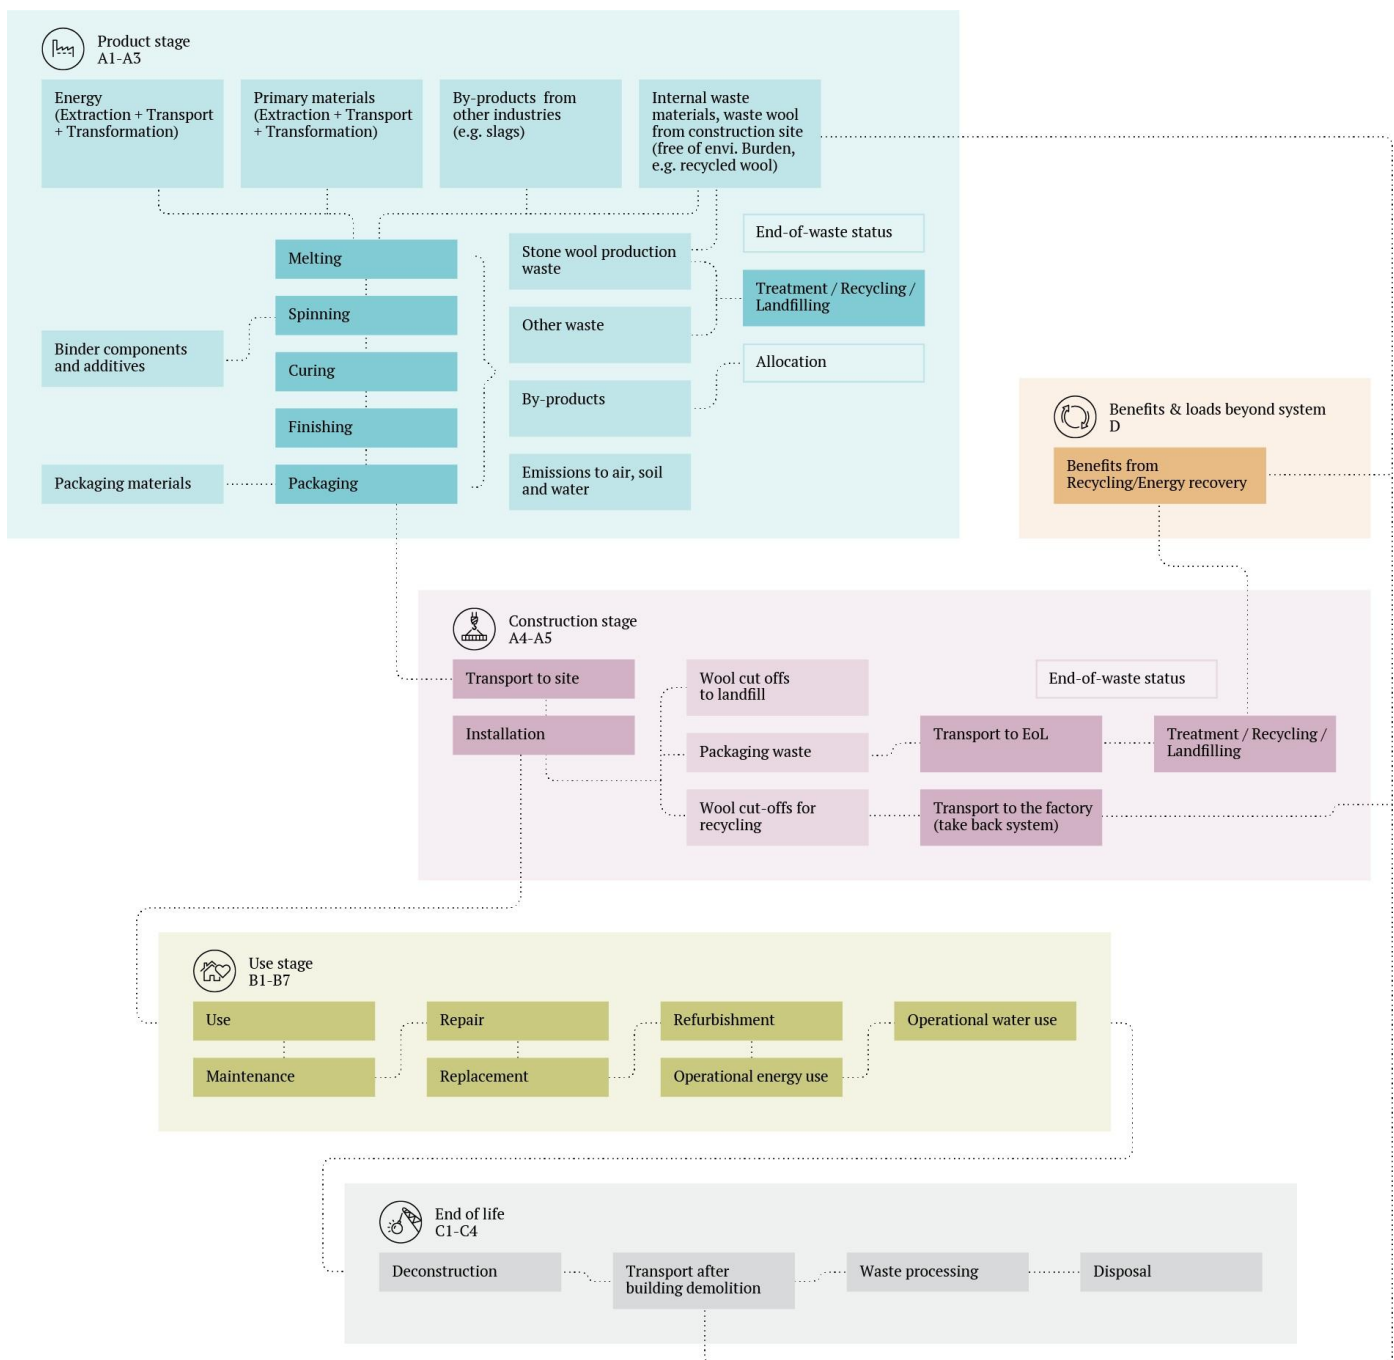 Product stage
A1-A3
Energy
(Extraction + Transport
+ Transformation)
Primary materials
(Extraction + Transport
+ Transformation)
By-products from
other industries
(e.g. slags)
Internal waste
materials, waste wool
from construction site
(free of envi. Burden,
e.g. recycled wool)
Melting
Spinning
Curing
Finishing
Packaging
Binder components
and additives
Packaging materials
Stone wool production
waste
Other waste
By-products
Emissions to air, soil
and water
End-of-waste status
Treatment / Recycling /
Landfilling
Allocation
Benefits & loads beyond system
D
Benefits from
Recycling/Energy recovery
Construction stage
A4-A5
Transport to site
Installation
Wool cut offs
to landfill
Packaging waste
Wool cut-offs for
recycling
End-of-waste status
Transport to EoL
Treatment / Recycling /
Landfilling
Transport to the factory
(take back system)
Use stage
B1-B7
Use
Maintenance
Repair
Replacement
Refurbishment
Operational energy use
Operational water use
End of life
C1-C4
Deconstruction
Transport after
building demolition
Waste processing
Disposal